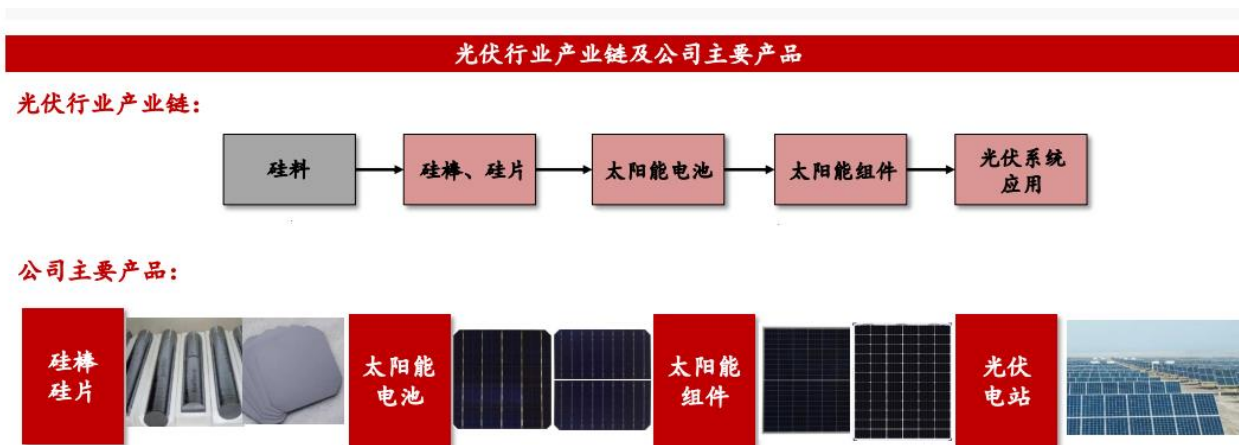 光伏行业产业链及公司主要产品
光伏行业产业链：
硅料
硅棒、硅片
太阳能电池
太阳能组件
光伏系统
应用
公司主要产品：
硅棒
硅片
太阳能
电池
太阳能
组件
光伏
电站